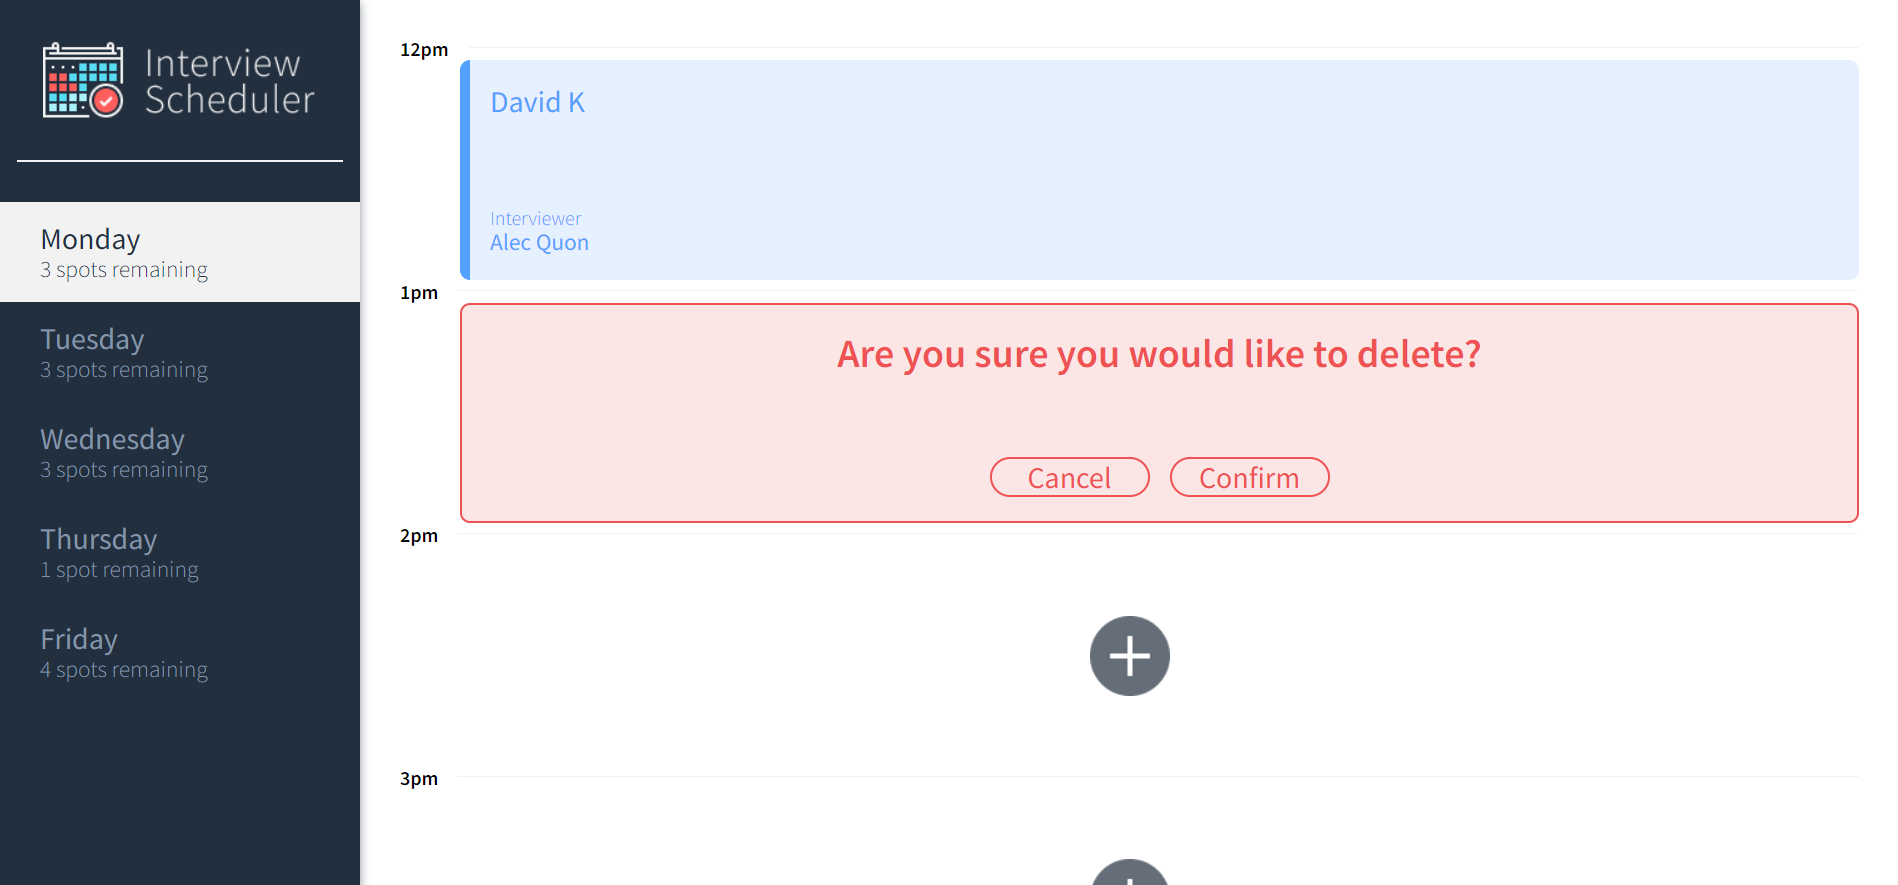 Interview
Scheduler
Monday
3 spots remaining
Tuesday
3 spots remaining
Wednesday
3 spots remaining
Thursday
1 spot remaining
Friday
4 spots remaining
12pm
David K
Interviewer
Alec Quon
1pm
Are you sure you would like to delete?
Cancel Confirm
2pm
3pm